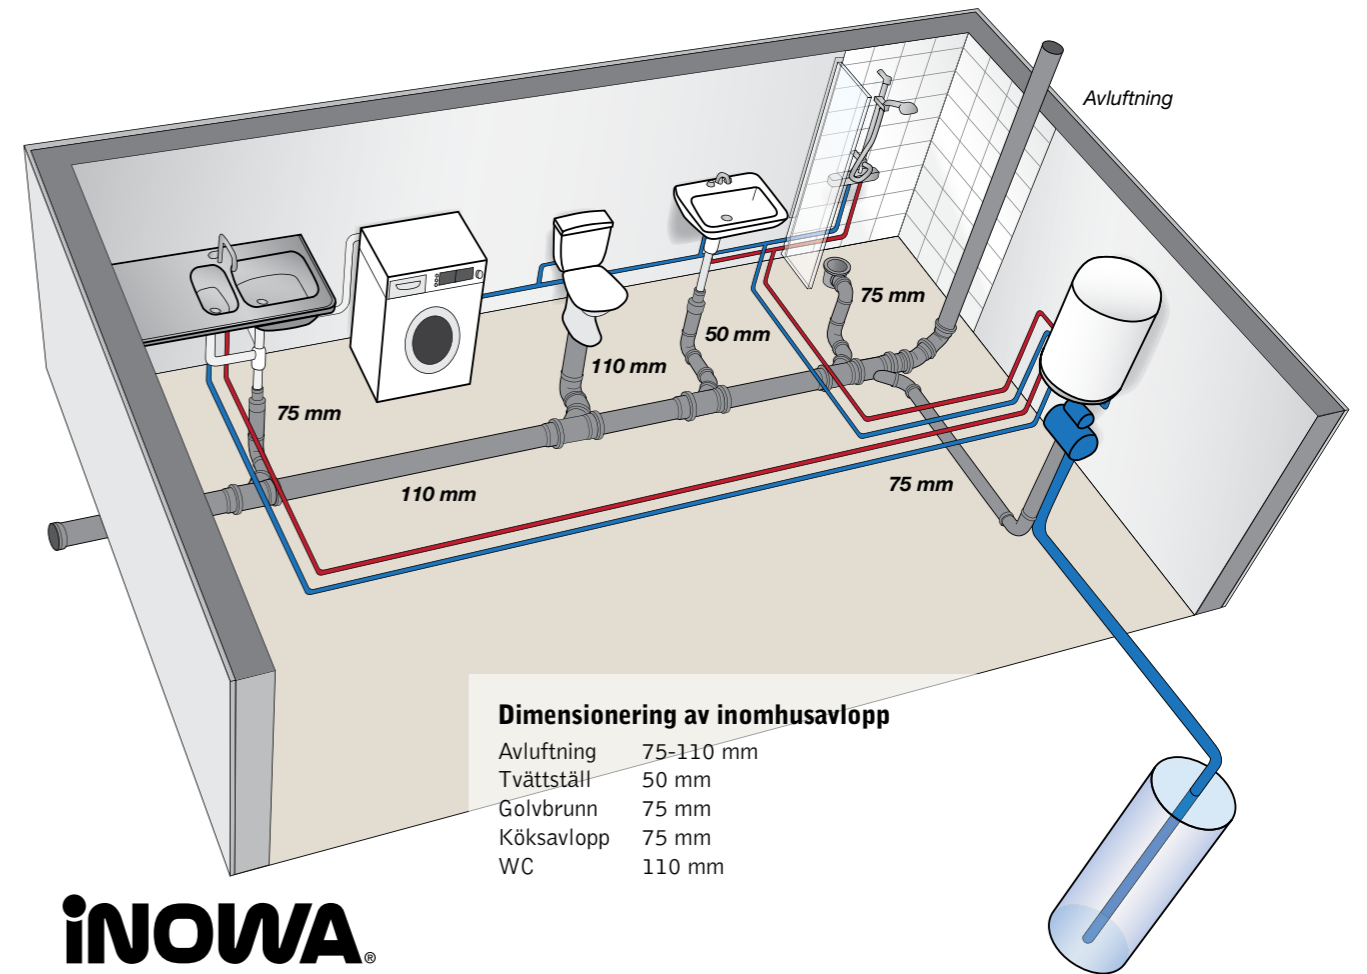 Avluftning
75 mm
50 mm
110 mm
75 mm
110 mm
75 mm
Dimensionering av inomhusavlopp
Avluftning 75-110 mm
Tvättställ 50 mm
Golvbrunn 75 mm
Köksavlopp 75 mm
WC 110 mm
iNOWA®